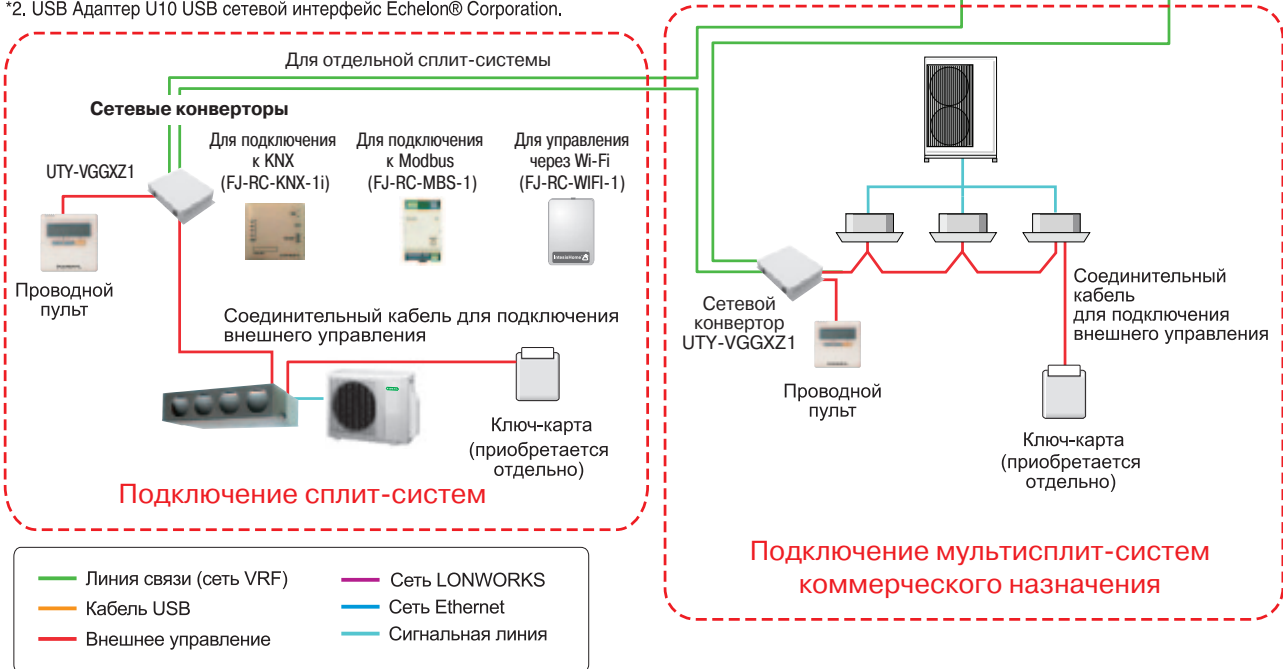 *2. USB Адаптер U10 USB сетевой интерфейс Echelon® Corporation.
Для отдельной сплит-системы
Сетевые конверторы
UTY-VGGXZ1
Для подключения
к KNX
(FJ-RC-KNX-1i)
Для подключения
к Modbus
(FJ-RC-MBS-1)
Для управления
через Wi-Fi
(FJ-RC-WIFI-1)
IntesisHome
Проводной
пульт
Соединительный кабель для подключения
внешнего управления
Ключ-карта
(приобретается
отдельно)
Подключение сплит-систем
Сетевой
конвертор
UTY-VGGXZ1
Проводной
пульт
Соединительный
кабель
для подключения
внешнего управления
Ключ-карта
(приобретается
отдельно)
Подключение мультисплит-систем
коммерческого назначения
Линия связи (сеть VRF)
Кабель USB
Внешнее управление
Сеть LONWORKS
Сеть Ethernet
Сигнальная линия